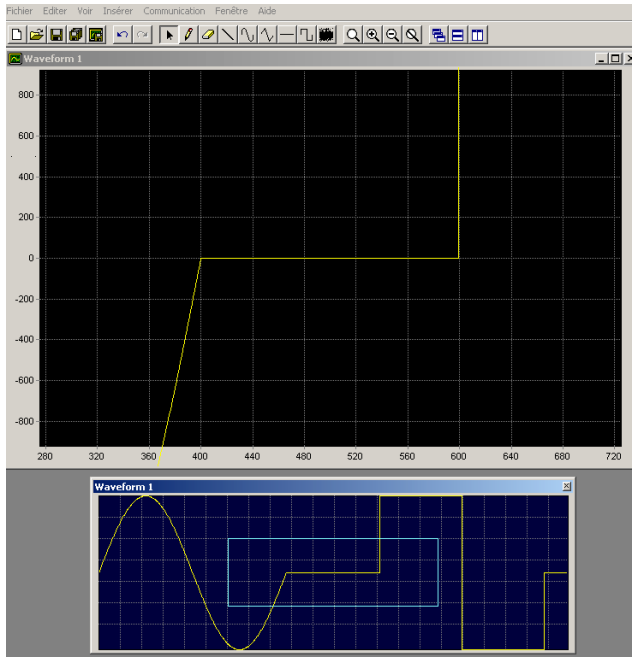 Fichier Editer Voir Insérer Communication Fenêtre Aide
Waveform 1
800
600
400
200
0
-200
-400
-600
-800
280 320 360 400 440 480 520 560 600 640 680 720
Waveform 1